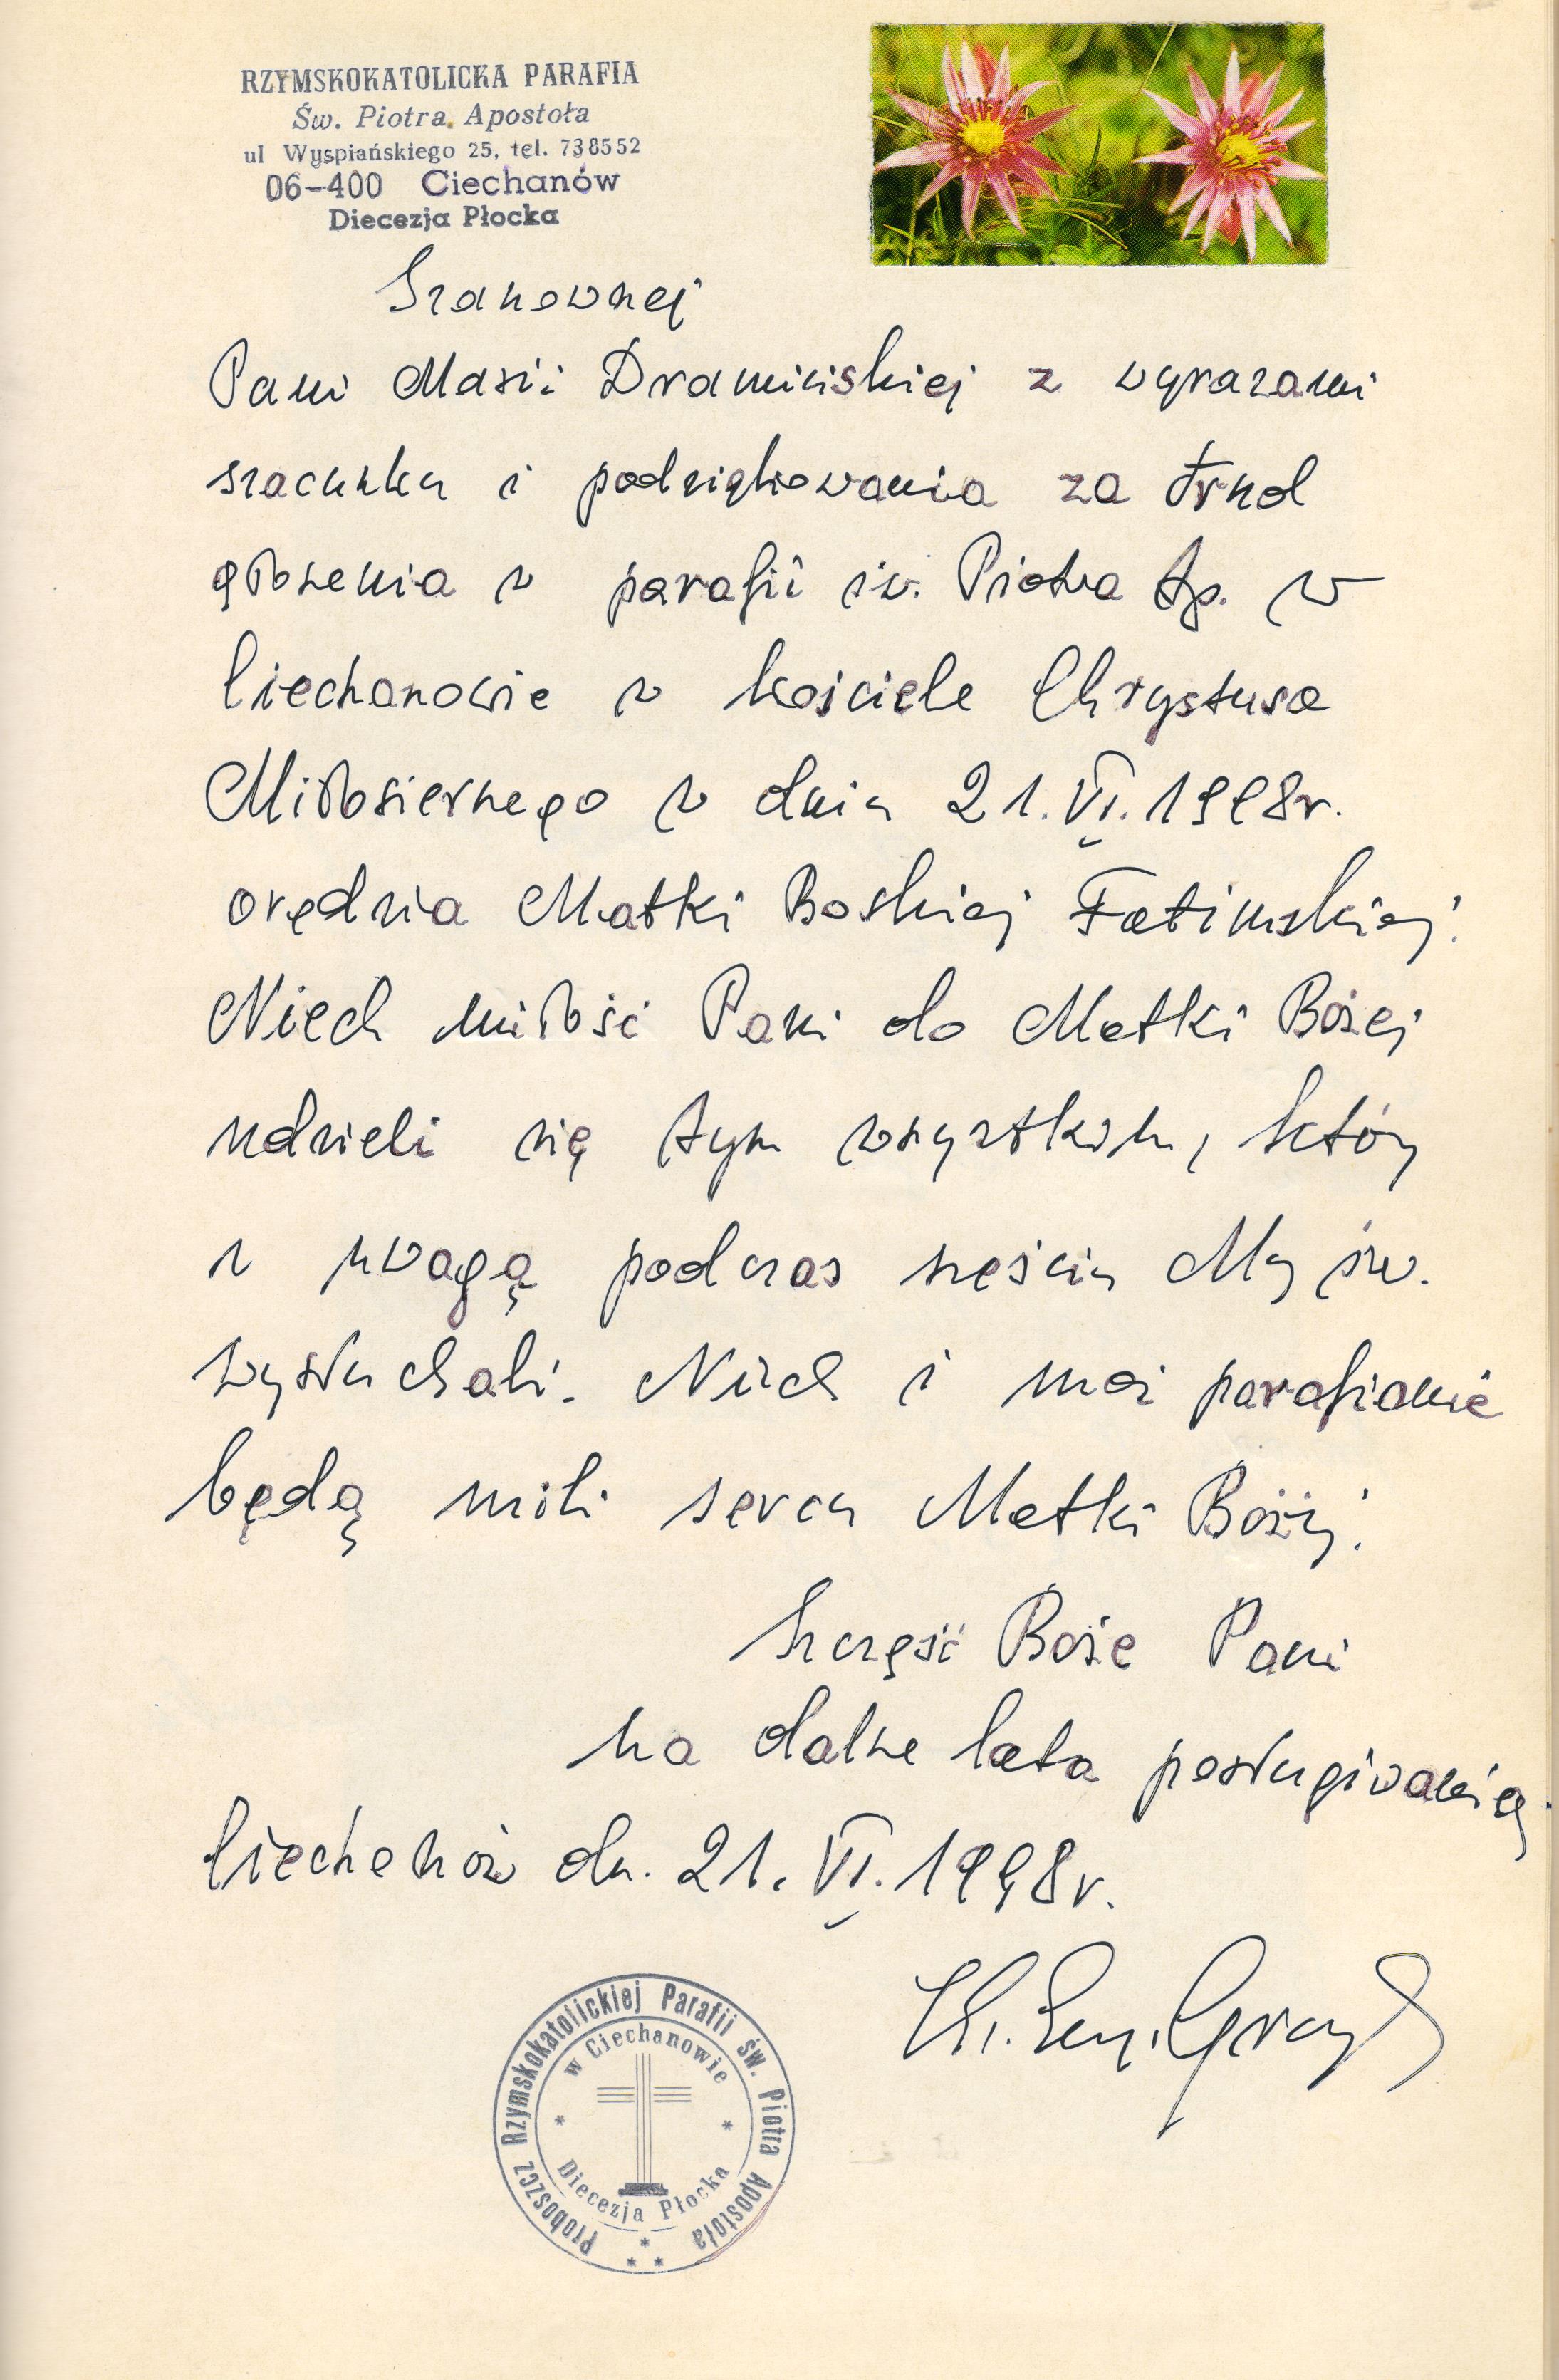 RZYMSKOKATOLICKA PARAFIA
Św. Piotra Apostoła
ul Wyspiańskiego 25, tel. 738552
06-400 Ciechanów
Diecezja Płocka
Szanownej
Pani Marii z wyrazami
szacunku i podziękowania za trud
głoszenia w parafii św. Piotra Ap. w
Ciechanowie w kościele Chrystusa
Miłosiernego w dniu 21.VI.1998r.
orędzia Matki Boskiej Fatimskiej.
Niech miłość Pani do Matki Bożej
udzieli się tym wszystkim, którzy
z uwagą podczas sześciu Mszy św.
wysłuchali. Niech i moi parafianie
będą mili sercu Matki Bożej.
Szczęść Boże Pani
na dalsze lata posługiwania.
Ciechanów dn. 21.VI.1998r.
Proboszcz Rzymskokatolickiej Parafii św. Piotra Apostoła
w Ciechanowie
Diecezja Płocka